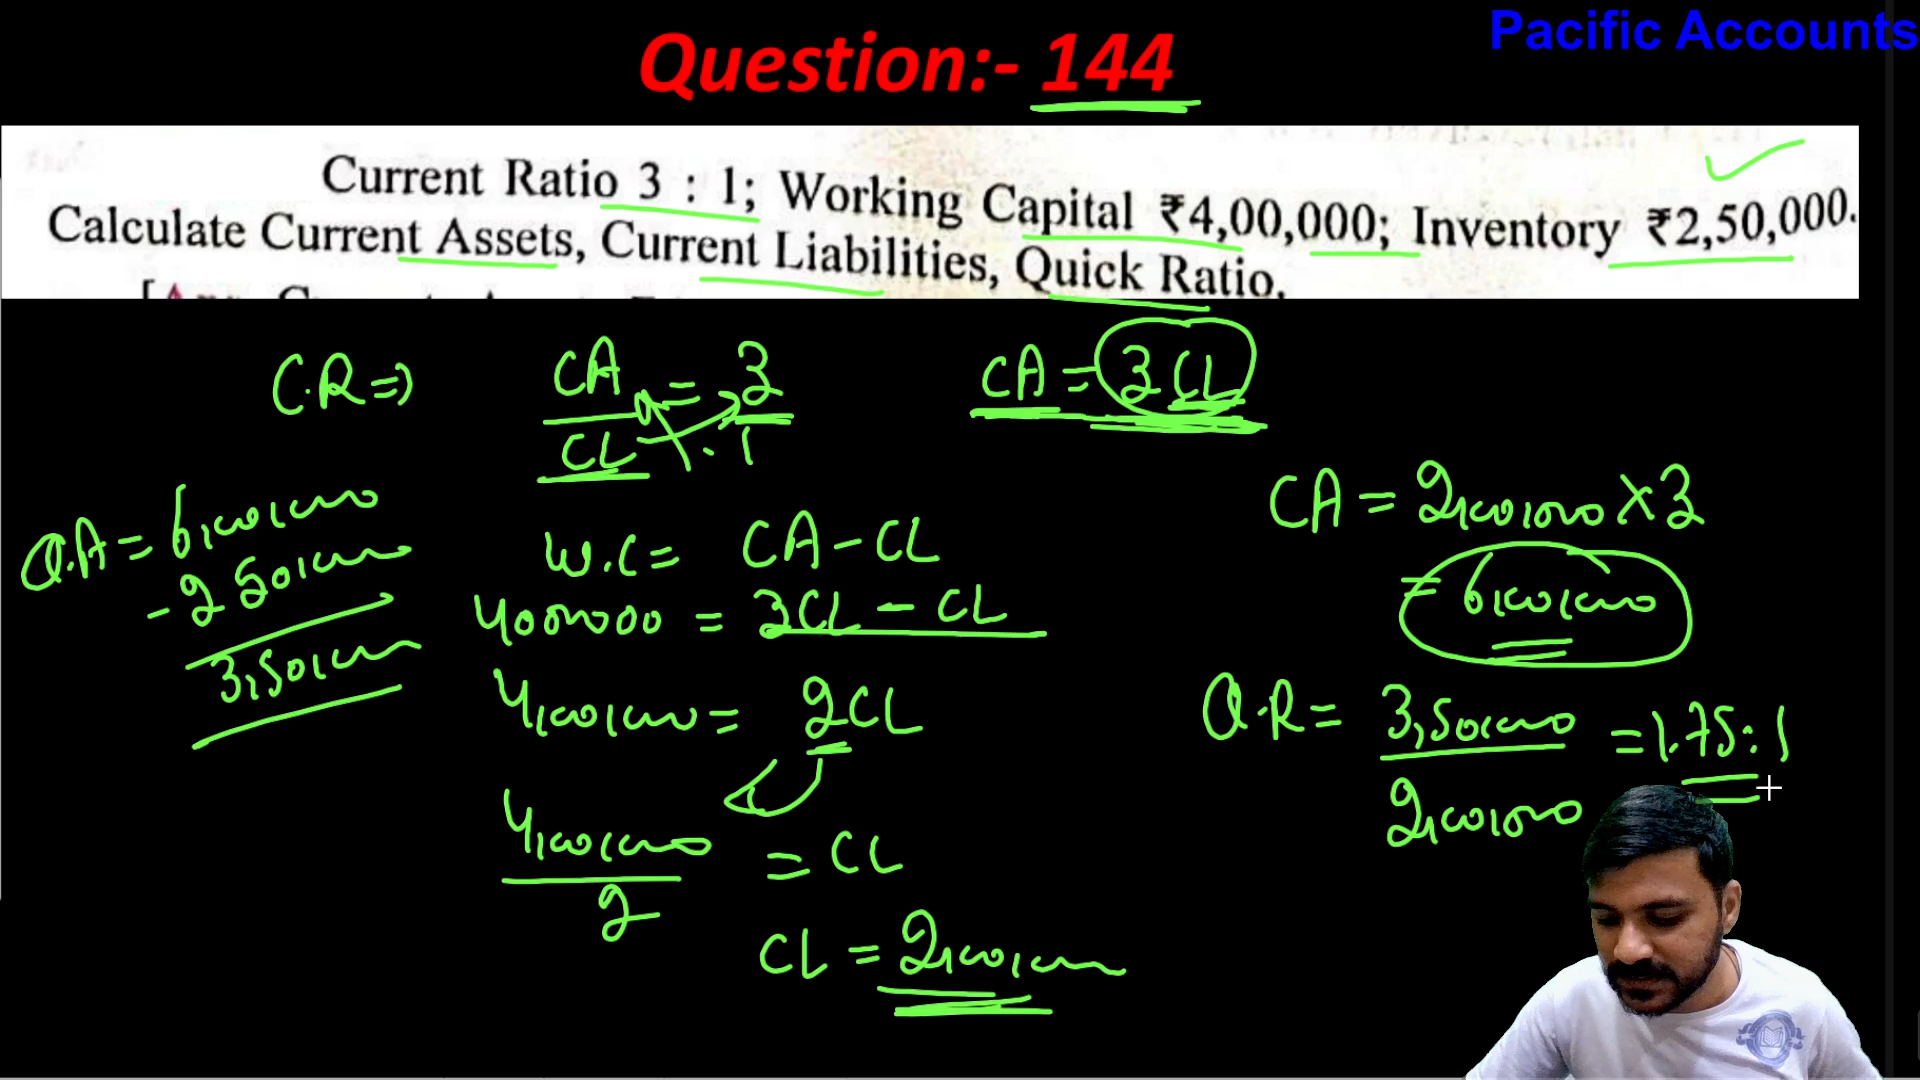 Pacific Accounts
Question:- 144
Current Ratio 3 : 1; Working Capital ₹4,00,000; Inventory ₹2,50,000.
Calculate Current Assets, Current Liabilities, Quick Ratio.
C.R ⇒ CA/CL = 3/1
CA = 3 CL
Q.A = 6,00,000
- 2 50,000
3,50,000
W.C = CA - CL
400000 = 3CL - CL
4,00,000 = 2CL
4,00,000/2 = CL
CL = 2,00,000
CA = 2,00,000 × 3
= 6,00,000
Q.R = 3,50,000/2,00,000 = 1.75 : 1